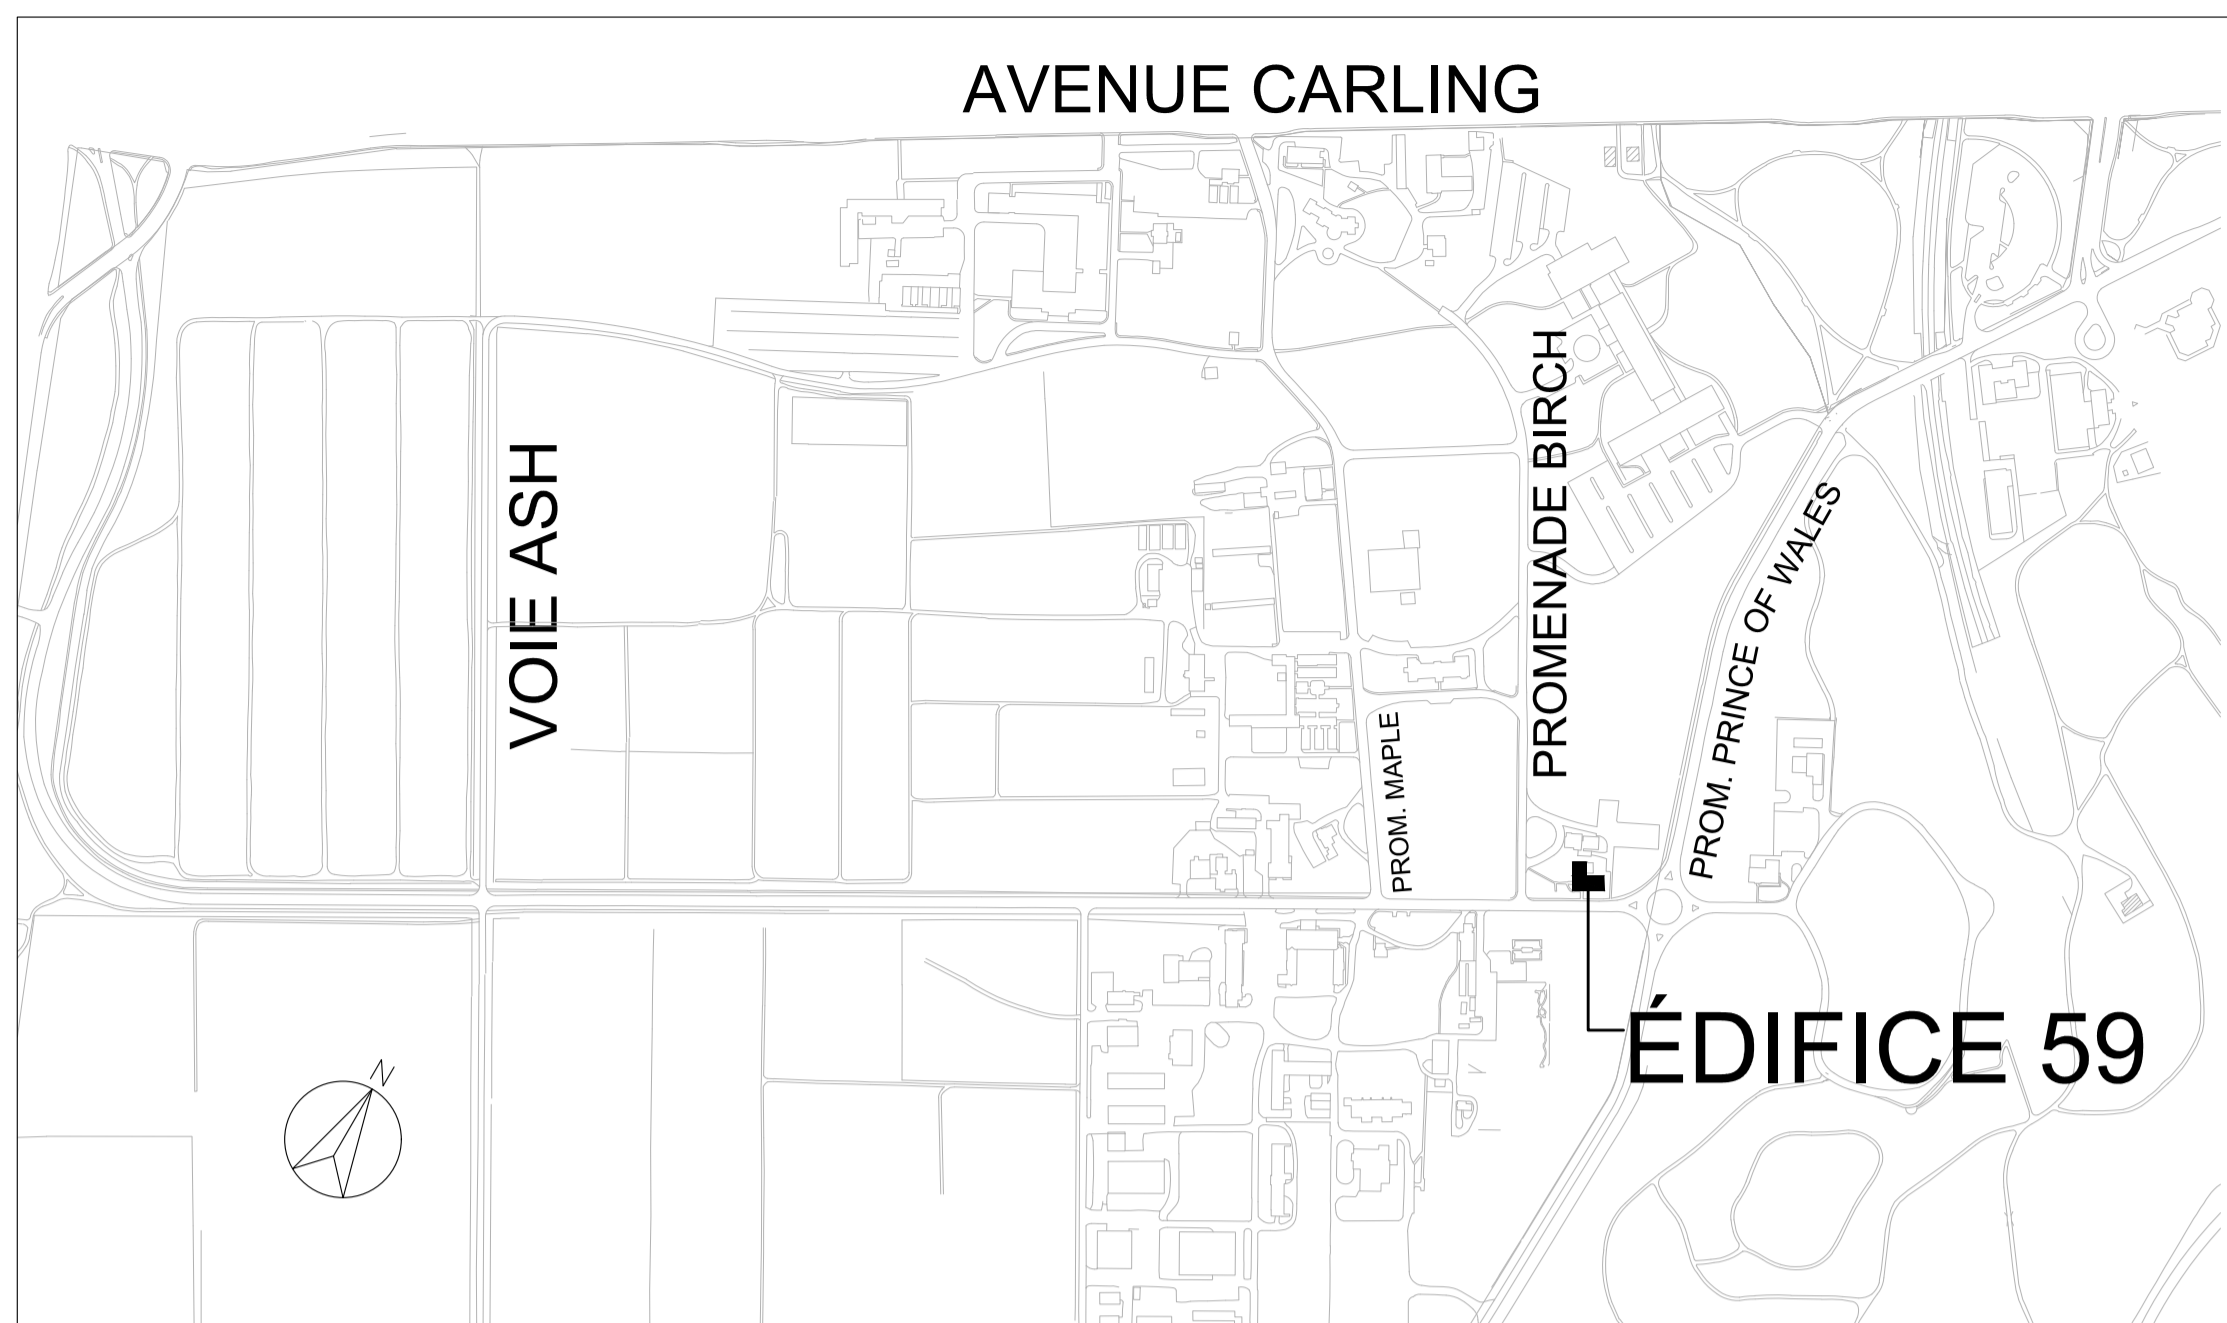 AVENUE CARLING
VOIE ASH
PROMENADE BIRCH
PROM. PRINCE OF WALES
PROM. MAPLE
ÉDIFICE 59
N